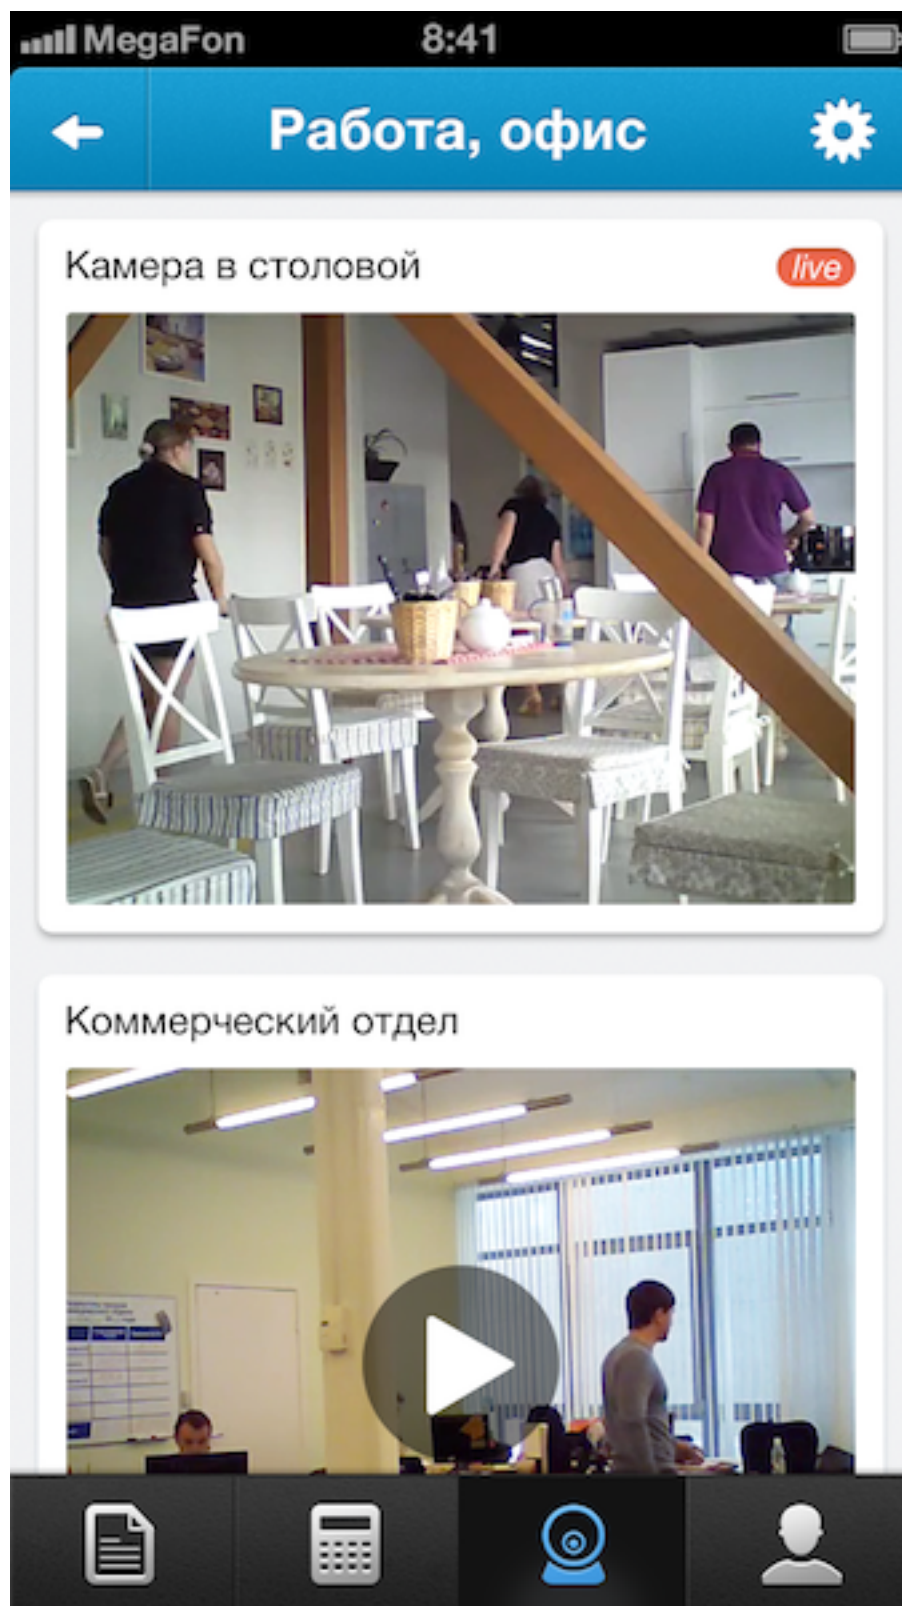 MegaFon 8:41
Работа, офис
Камера в столовой live
Коммерческий отдел